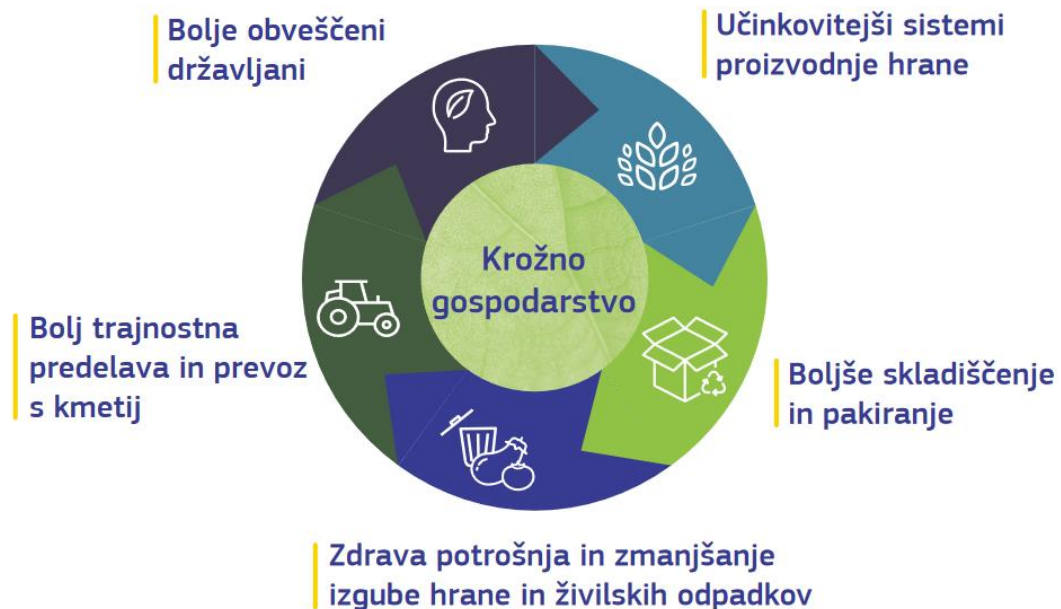 Bolje obveščeni
državljani
Učinkovitejši sistemi
proizvodnje hrane
Krožno
gospodarstvo
Bolj trajnostna
predelava in prevoz
s kmetij
Boljše skladiščenje
in pakiranje
Zdrava potrošnja in zmanjšanje
izgube hrane in živilskih odpadkov